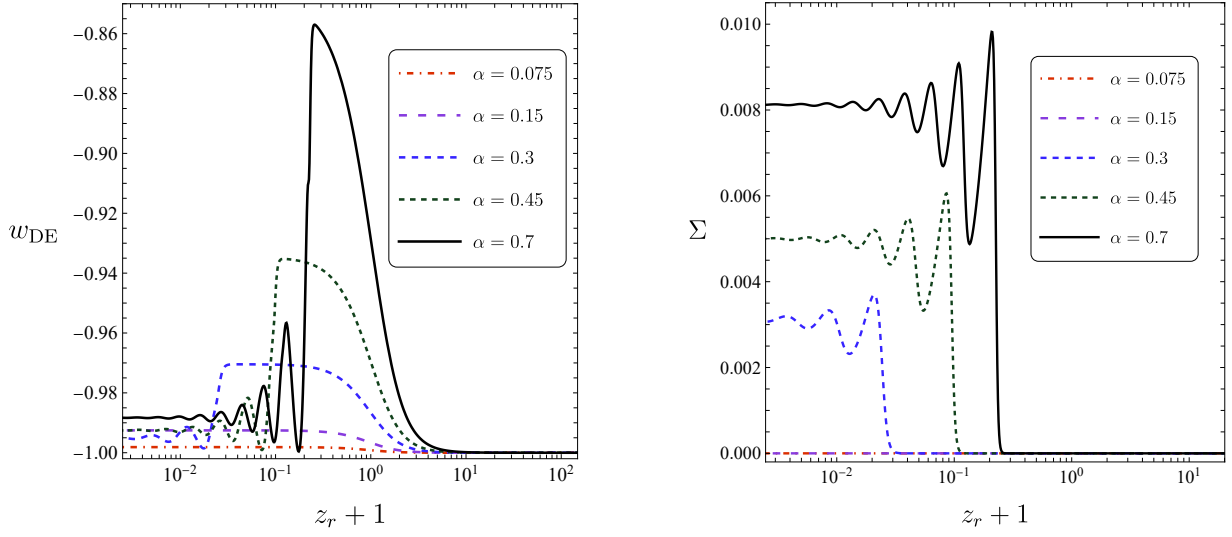 -0.86
-0.88
-0.90
-0.92
-0.94
-0.96
-0.98
-1.00
w_DE
10^-2
10^-1
10^0
10^1
10^2
z_r + 1
α = 0.075
α = 0.15
α = 0.3
α = 0.45
α = 0.7
0.010
0.008
0.006
0.004
0.002
0.000
Σ
10^-2
10^-1
10^0
10^1
z_r + 1
α = 0.075
α = 0.15
α = 0.3
α = 0.45
α = 0.7